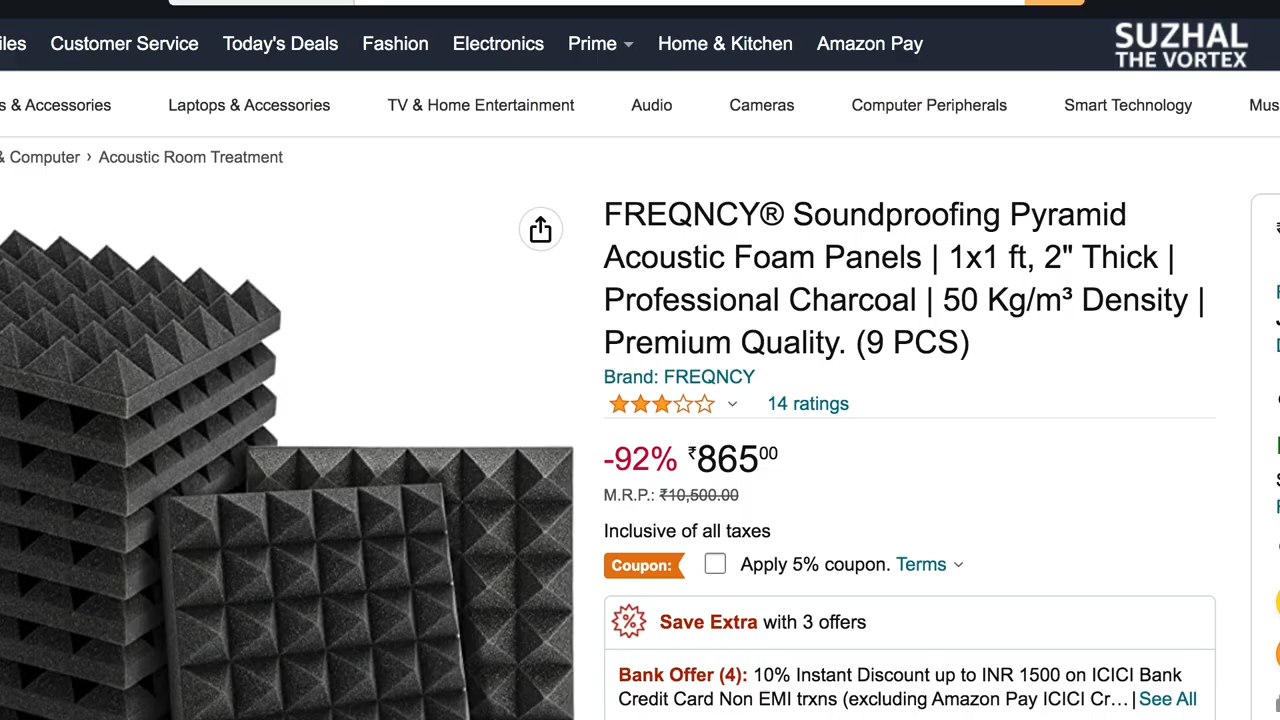 Customer Service Today's Deals Fashion Electronics Prime Home & Kitchen Amazon Pay
SUZHAL
THE VORTEX
& Accessories Laptops & Accessories TV & Home Entertainment Audio Cameras Computer Peripherals Smart Technology
& Computer › Acoustic Room Treatment
FREQNCY® Soundproofing Pyramid
Acoustic Foam Panels | 1x1 ft, 2" Thick |
Professional Charcoal | 50 Kg/m³ Density |
Premium Quality. (9 PCS)
Brand: FREQNCY
14 ratings
-92% ₹86500
M.R.P.: ₹10,500.00
Inclusive of all taxes
Coupon: Apply 5% coupon. Terms
% Save Extra with 3 offers
Bank Offer (4): 10% Instant Discount up to INR 1500 on ICICI Bank
Credit Card Non EMI trxns (excluding Amazon Pay ICICI Cr… | See All